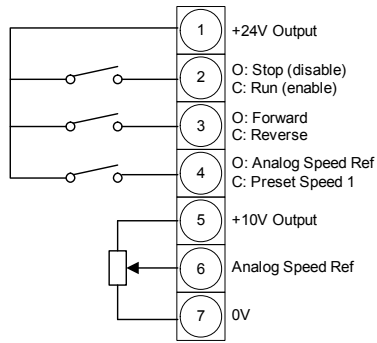 1 +24V Output
2 O: Stop (disable)
C: Run (enable)
3 O: Forward
C: Reverse
4 O: Analog Speed Ref
C: Preset Speed 1
5 +10V Output
6 Analog Speed Ref
7 0V